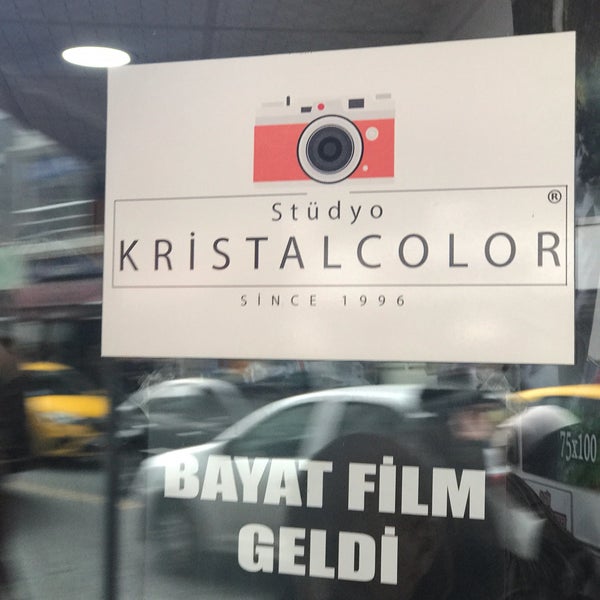 Stüdyo
KRİSTALCOLOR®
SİNCE 1996
BAYAT FİLM
GELDİ
75x100